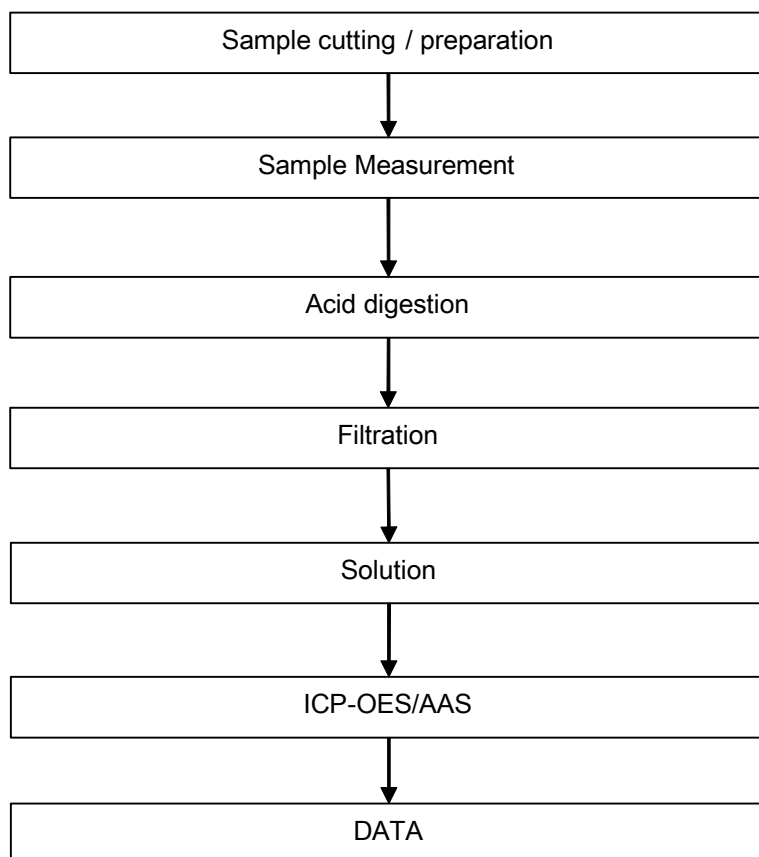 Sample cutting / preparation
Sample Measurement
Acid digestion
Filtration
Solution
ICP-OES/AAS
DATA